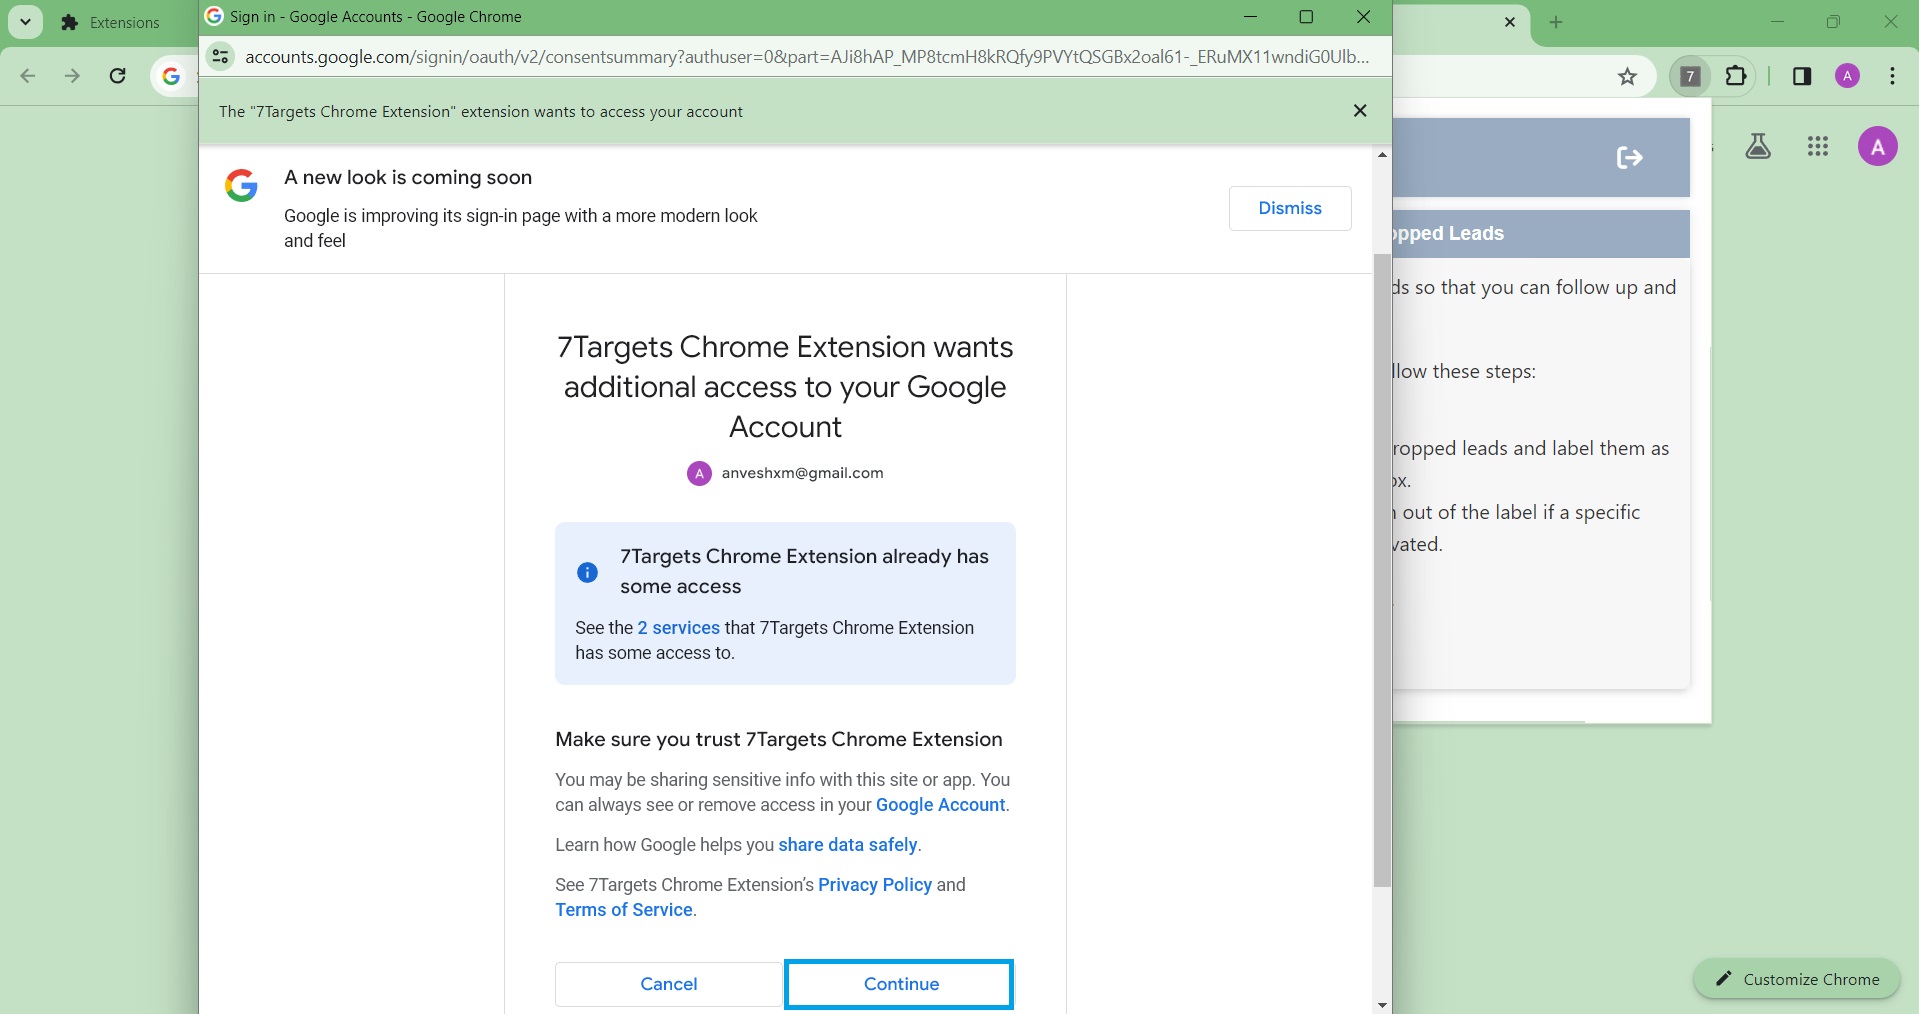 Extensions
Sign in - Google Accounts - Google Chrome
accounts.google.com/signin/oauth/v2/consentsummary?authuser=0&part=AJi8hAP_MP8tcmH8kRQfy9PVYtQSGBx2oal61-_ERuMX11wndiG0Ulb...
7
A
The "7Targets Chrome Extension" extension wants to access your account
A
A new look is coming soon
Google is improving its sign-in page with a more modern look
and feel
Dismiss
7Targets Chrome Extension wants
additional access to your Google
Account
A anveshxm@gmail.com
7Targets Chrome Extension already has
some access
See the 2 services that 7Targets Chrome Extension
has some access to.
Make sure you trust 7Targets Chrome Extension
You may be sharing sensitive info with this site or app. You
can always see or remove access in your Google Account.
Learn how Google helps you share data safely.
See 7Targets Chrome Extension's Privacy Policy and
Terms of Service.
Cancel
Continue
opped Leads
ds so that you can follow up and
llow these steps:
ropped leads and label them as
ox.
out of the label if a specific
vated.
Customize Chrome